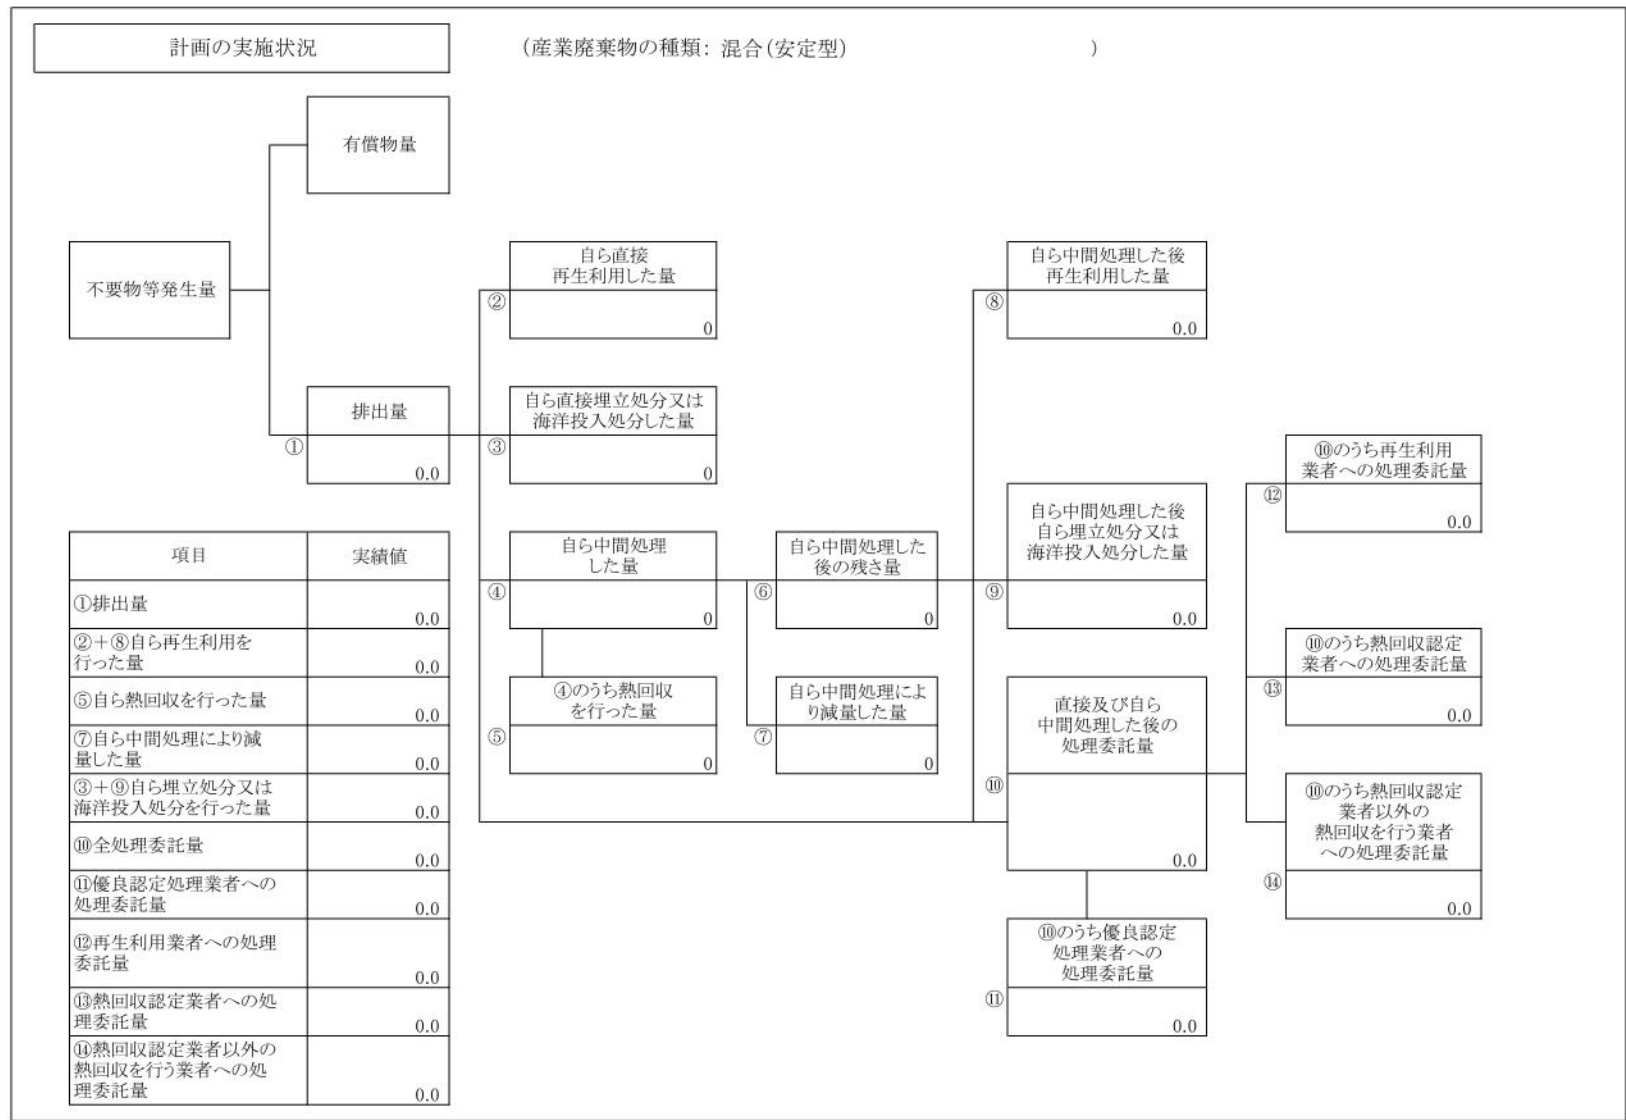 計画の実施状況
(産業廃棄物の種類: 混合(安定型) )
有償物量
不要物等発生量
自ら直接
再生利用した量
②
0
自ら中間処理した後
再生利用した量
⑧
0.0
排出量
①
0.0
自ら直接埋立処分又は
海洋投入処分した量
③
0
⑩のうち再生利用
業者への処理委託量
⑫
0.0
自ら中間処理
した量
④
0
自ら中間処理した
後の残さ量
⑥
0
自ら中間処理した後
自ら埋立処分又は
海洋投入処分した量
⑨
0.0
⑩のうち熱回収認定
業者への処理委託量
⑬
0.0
④のうち熱回収
を行った量
⑤
0
自ら中間処理によ
り減量した量
⑦
0
直接及び自ら
中間処理した後の
処理委託量
⑩
0.0
⑩のうち熱回収認定
業者以外の
熱回収を行う業者
への処理委託量
⑭
0.0
⑩のうち優良認定
処理業者への
処理委託量
⑪
0.0
項目 実績値
①排出量
0.0
②+⑧自ら再生利用を
行った量
0.0
⑤自ら熱回収を行った量
0.0
⑦自ら中間処理により減
量した量
0.0
③+⑨自ら埋立処分又は
海洋投入処分を行った量
0.0
⑩全処理委託量
0.0
⑪優良認定処理業者への
処理委託量
0.0
⑫再生利用業者への処理
委託量
0.0
⑬熱回収認定業者への処
理委託量
0.0
⑭熱回収認定業者以外の
熱回収を行う業者への処
理委託量
0.0